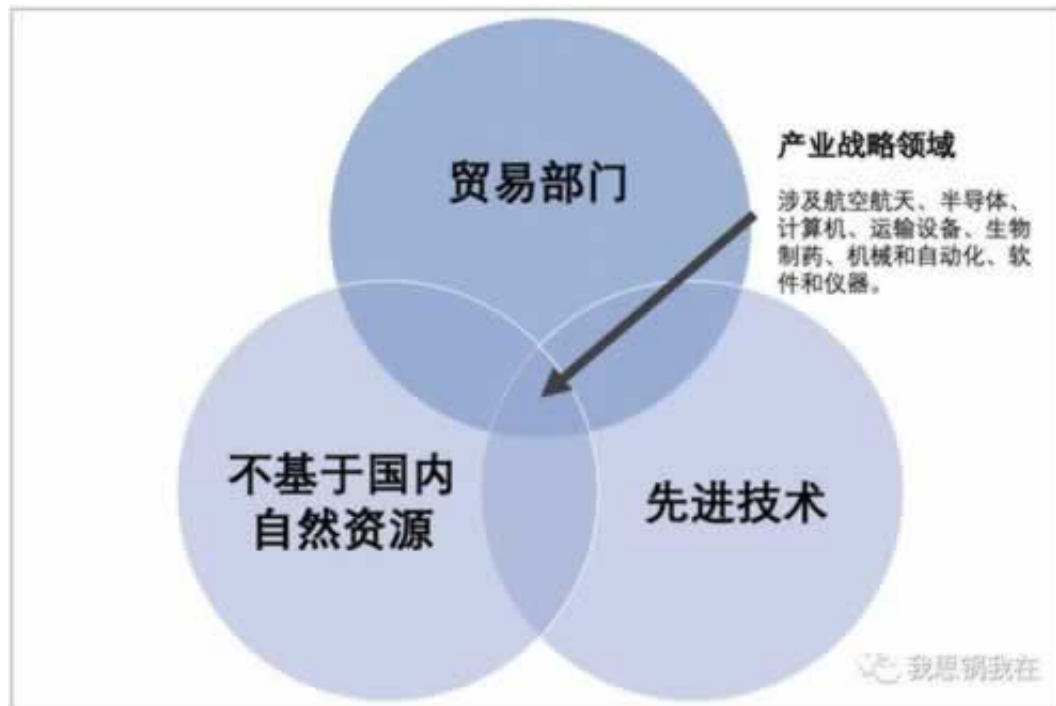 贸易部门
产业战略领域
涉及航空航天、半导体、
计算机、运输设备、生物
制药、机械和自动化、软
件和仪器。
不基于国内
自然资源
先进技术
我思锅我在